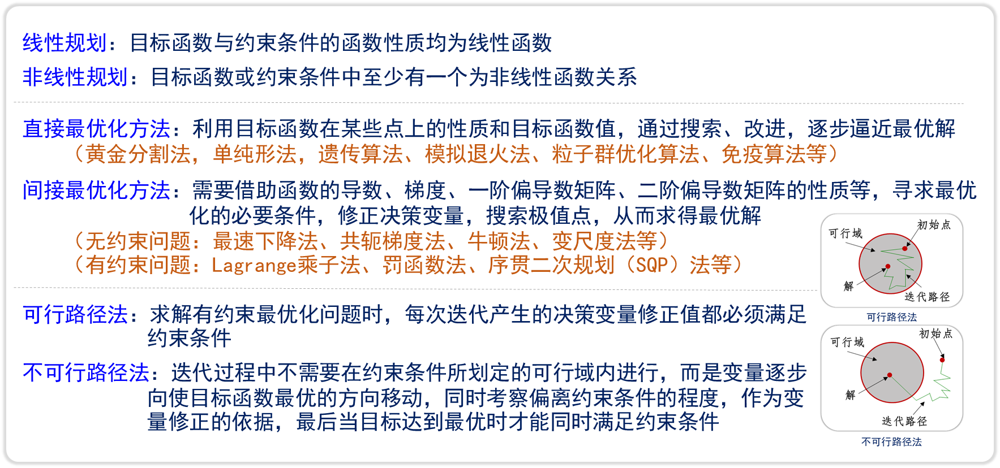 线性规划：目标函数与约束条件的函数性质均为线性函数
非线性规划：目标函数或约束条件中至少有一个为非线性函数关系
直接最优化方法：利用目标函数在某些点上的性质和目标函数值，通过搜索、改进，逐步逼近最优解
（黄金分割法，单纯形法，遗传算法、模拟退火法、粒子群优化算法、免疫算法等）
间接最优化方法：需要借助函数的导数、梯度、一阶偏导数矩阵、二阶偏导数矩阵的性质等，寻求最优
化的必要条件，修正决策变量，搜索极值点，从而求得最优解
（无约束问题：最速下降法、共轭梯度法、牛顿法、变尺度法等）
（有约束问题：Lagrange乘子法、罚函数法、序贯二次规划（SQP）法等）
可行路径法：求解有约束最优化问题时，每次迭代产生的决策变量修正值都必须满足
约束条件
不可行路径法：迭代过程中不需要在约束条件所划定的可行域内进行，而是变量逐步
向使目标函数最优的方向移动，同时考察偏离约束条件的程度，作为变
量修正的依据，最后当目标达到最优时才能同时满足约束条件
初始点
可行域
解
迭代路径
可行路径法
初始点
可行域
解
迭代路径
不可行路径法